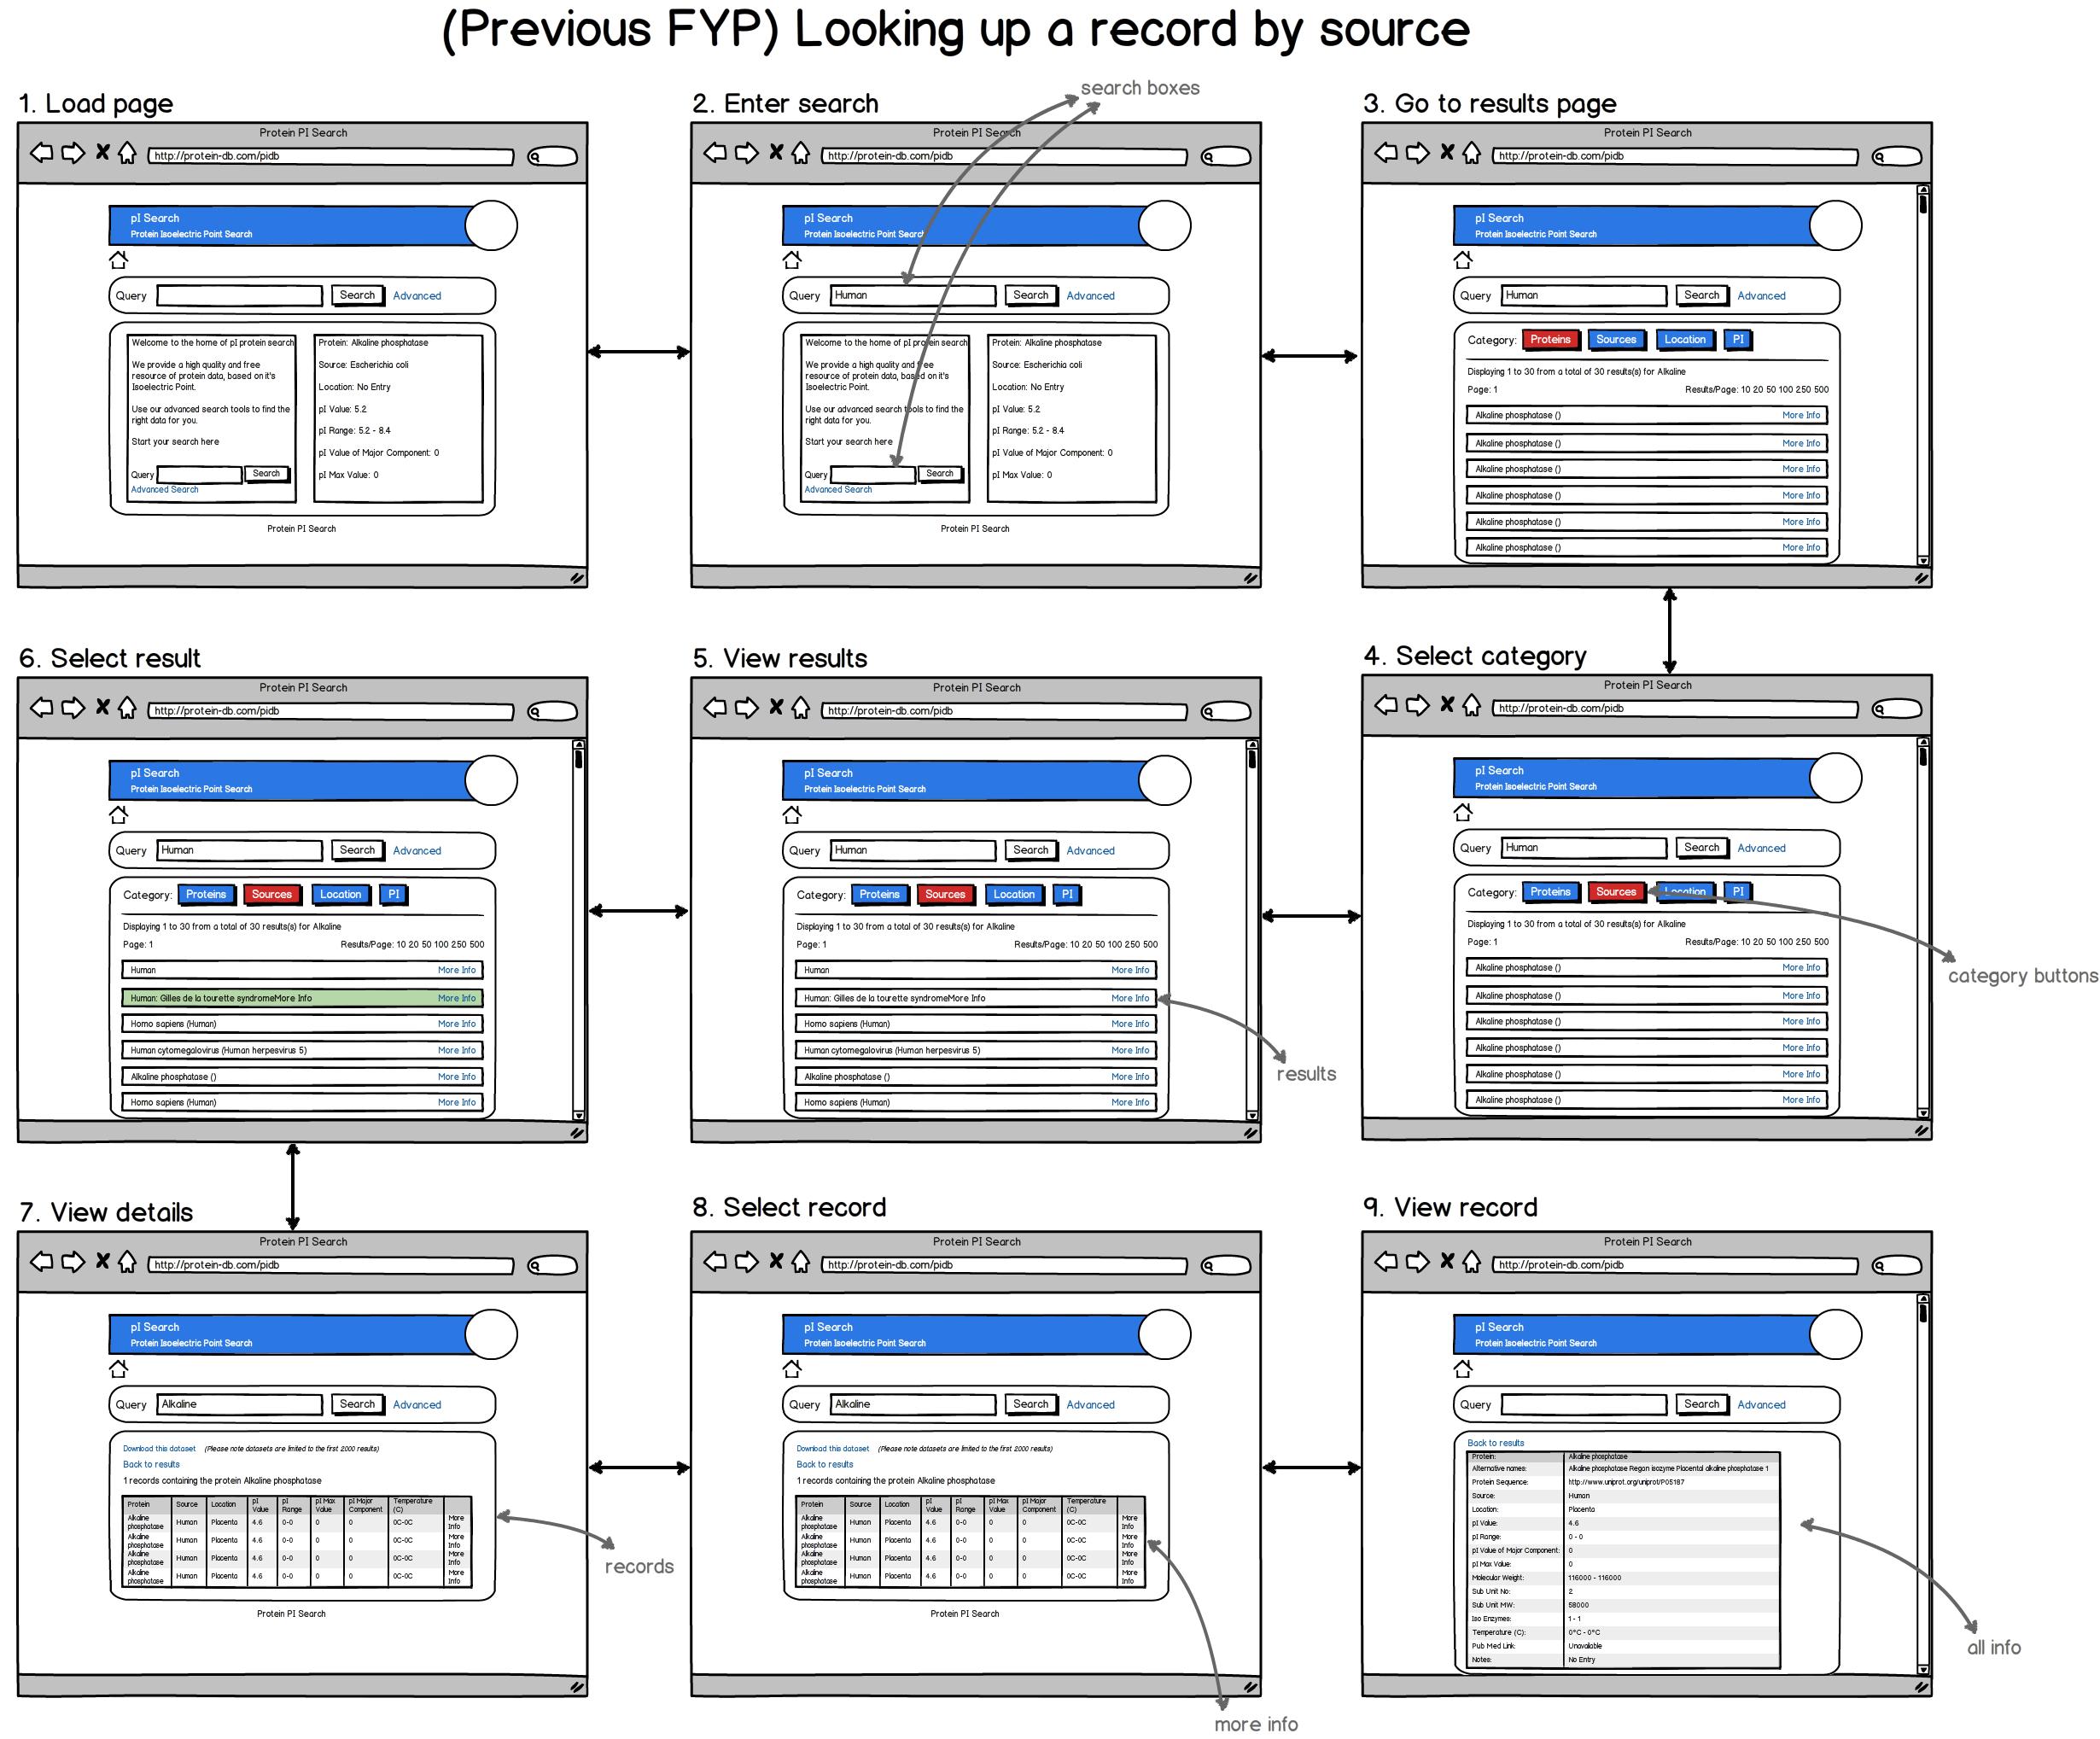 (Previous FYP) Looking up a record by source
1. Load page
Protein PI Search
http://protein-db.com/pidb
pI Search
Protein Isoelectric Point Search
Query
Search
Advanced
Welcome to the home of pI protein search
We provide a high quality and free
resource of protein data, based on it's
Isoelectric Point.
Use our advanced search tools to find the
right data for you.
Start your search here
Query
Search
Advanced Search
Protein: Alkaline phosphatase
Source: Escherichia coli
Location: No Entry
pI Value: 5.2
pI Range: 5.2 - 8.4
pI Value of Major Component: 0
pI Max Value: 0
Protein PI Search
2. Enter search
search boxes
Protein PI Search
http://protein-db.com/pidb
pI Search
Protein Isoelectric Point Search
Query
Human
Search
Advanced
Welcome to the home of pI protein search
We provide a high quality and free
resource of protein data, based on it's
Isoelectric Point.
Use our advanced search tools to find the
right data for you.
Start your search here
Query
Search
Advanced Search
Protein: Alkaline phosphatase
Source: Escherichia coli
Location: No Entry
pI Value: 5.2
pI Range: 5.2 - 8.4
pI Value of Major Component: 0
pI Max Value: 0
Protein PI Search
3. Go to results page
Protein PI Search
http://protein-db.com/pidb
pI Search
Protein Isoelectric Point Search
Query
Human
Search
Advanced
Category: Proteins Sources Location PI
Displaying 1 to 30 from a total of 30 results(s) for Alkaline
Page: 1 Results/Page: 10 20 50 100 250 500
Alkaline phosphatase () More Info
Alkaline phosphatase () More Info
Alkaline phosphatase () More Info
Alkaline phosphatase () More Info
Alkaline phosphatase () More Info
Alkaline phosphatase () More Info
4. Select category
Protein PI Search
http://protein-db.com/pidb
pI Search
Protein Isoelectric Point Search
Query
Human
Search
Advanced
Category: Proteins Sources Location PI
Displaying 1 to 30 from a total of 30 results(s) for Alkaline
Page: 1 Results/Page: 10 20 50 100 250 500
Alkaline phosphatase () More Info
Alkaline phosphatase () More Info
Alkaline phosphatase () More Info
Alkaline phosphatase () More Info
Alkaline phosphatase () More Info
Alkaline phosphatase () More Info
category buttons
5. View results
Protein PI Search
http://protein-db.com/pidb
pI Search
Protein Isoelectric Point Search
Query
Human
Search
Advanced
Category: Proteins Sources Location PI
Displaying 1 to 30 from a total of 30 results(s) for Alkaline
Page: 1 Results/Page: 10 20 50 100 250 500
Human More Info
Human: Gilles de la tourette syndromeMore Info More Info
Homo sapiens (Human) More Info
Human cytomegalovirus (Human herpesvirus 5) More Info
Alkaline phosphatase () More Info
Homo sapiens (Human) More Info
results
6. Select result
Protein PI Search
http://protein-db.com/pidb
pI Search
Protein Isoelectric Point Search
Query
Human
Search
Advanced
Category: Proteins Sources Location PI
Displaying 1 to 30 from a total of 30 results(s) for Alkaline
Page: 1 Results/Page: 10 20 50 100 250 500
Human More Info
Human: Gilles de la tourette syndromeMore Info More Info
Homo sapiens (Human) More Info
Human cytomegalovirus (Human herpesvirus 5) More Info
Alkaline phosphatase () More Info
Homo sapiens (Human) More Info
7. View details
Protein PI Search
http://protein-db.com/pidb
pI Search
Protein Isoelectric Point Search
Query
Alkaline
Search
Advanced
Download this dataset (Please note datasets are limited to the first 2000 results)
Back to results
1 records containing the protein Alkaline phosphatase
Protein Source Location pI Value pI Range pI Max Value pI Major Component Temperature (C)
Alkaline phosphatase Human Placenta 4.6 0-0 0 0 0C-0C More Info
Alkaline phosphatase Human Placenta 4.6 0-0 0 0 0C-0C More Info
Alkaline phosphatase Human Placenta 4.6 0-0 0 0 0C-0C More Info
Alkaline phosphatase Human Placenta 4.6 0-0 0 0 0C-0C More Info
Protein PI Search
records
8. Select record
Protein PI Search
http://protein-db.com/pidb
pI Search
Protein Isoelectric Point Search
Query
Alkaline
Search
Advanced
Download this dataset (Please note datasets are limited to the first 2000 results)
Back to results
1 records containing the protein Alkaline phosphatase
Protein Source Location pI Value pI Range pI Max Value pI Major Component Temperature (C)
Alkaline phosphatase Human Placenta 4.6 0-0 0 0 0C-0C More Info
Alkaline phosphatase Human Placenta 4.6 0-0 0 0 0C-0C More Info
Alkaline phosphatase Human Placenta 4.6 0-0 0 0 0C-0C More Info
Alkaline phosphatase Human Placenta 4.6 0-0 0 0 0C-0C More Info
Protein PI Search
more info
9. View record
Protein PI Search
http://protein-db.com/pidb
pI Search
Protein Isoelectric Point Search
Query
Search
Advanced
Back to results
Protein: Alkaline phosphatase
Alternative names: Alkaline phosphatase Regan isozyme Placental alkaline phosphatase 1
Protein Sequence: http://www.uniprot.org/uniprot/P05187
Source: Human
Location: Placenta
pI Value: 4.6
pI Range: 0 - 0
pI Value of Major Component: 0
pI Max Value: 0
Molecular Weight: 116000 - 116000
Sub Unit No: 2
Sub Unit MW: 58000
Iso Enzymes: 1 - 1
Temperature (C): 0°C - 0°C
Pub Med Link: Unavailable
Notes: No Entry
all info